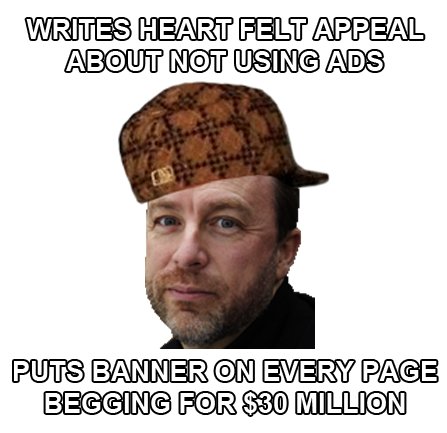 WRITES HEART FELT APPEAL
ABOUT NOT USING ADS
PUTS BANNER ON EVERY PAGE
BEGGING FOR $30 MILLION